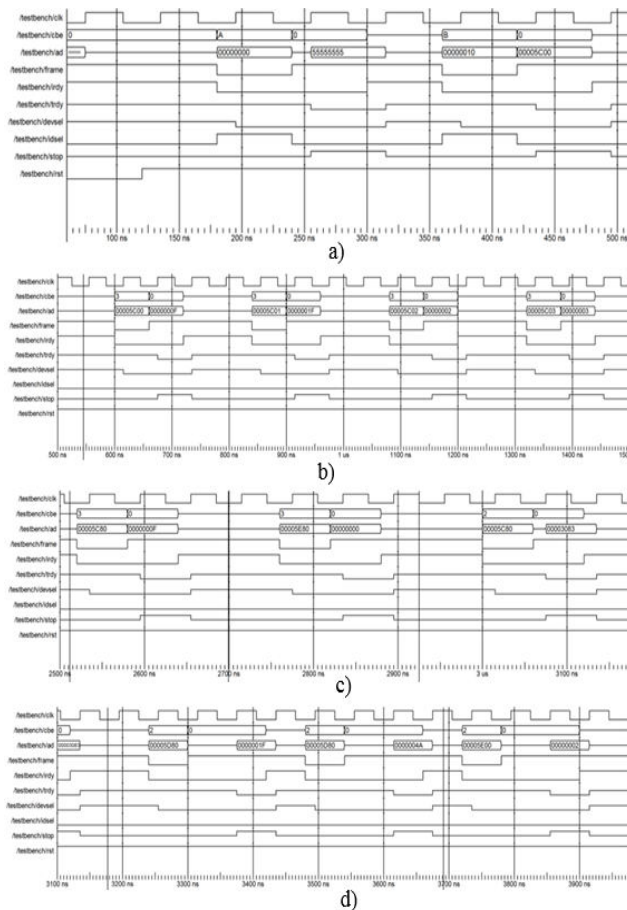 /testbench/clk
/testbench/cbe 0 A 0 B 0
/testbench/ad 00000000 55555555 00000010 00005C00
/testbench/frame
/testbench/irdy
/testbench/trdy
/testbench/devsel
/testbench/idsel
/testbench/stop
/testbench/rst
100 ns 150 ns 200 ns 250 ns 300 ns 350 ns 400 ns 450 ns 500 ns
a)
/testbench/clk
/testbench/cbe 3 0 3 0 3 0 3 0
/testbench/ad 00005C00 0000000F 00005C01 0000001F 00005C02 00000002 00005C03 00000003
/testbench/frame
/testbench/irdy
/testbench/trdy
/testbench/devsel
/testbench/idsel
/testbench/stop
/testbench/rst
500 ns 600 ns 700 ns 800 ns 900 ns 1 us 1100 ns 1200 ns 1300 ns 1400 ns
b)
/testbench/clk
/testbench/cbe 3 0 3 0 2 0
/testbench/ad 00005C80 0000000F 00005E80 00000000 00005C80 00003083
/testbench/frame
/testbench/irdy
/testbench/trdy
/testbench/devsel
/testbench/idsel
/testbench/stop
/testbench/rst
2500 ns 2600 ns 2700 ns 2800 ns 2900 ns 3 us 3100 ns
c)
/testbench/clk
/testbench/cbe 0 2 0 2 0 2 0
/testbench/ad 00005D80 0000001F 00005D80 0000004A 00005E00 00000002
/testbench/frame
/testbench/irdy
/testbench/trdy
/testbench/devsel
/testbench/idsel
/testbench/stop
/testbench/rst
3100 ns 3200 ns 3300 ns 3400 ns 3500 ns 3600 ns 3700 ns 3800 ns 3900 ns
d)